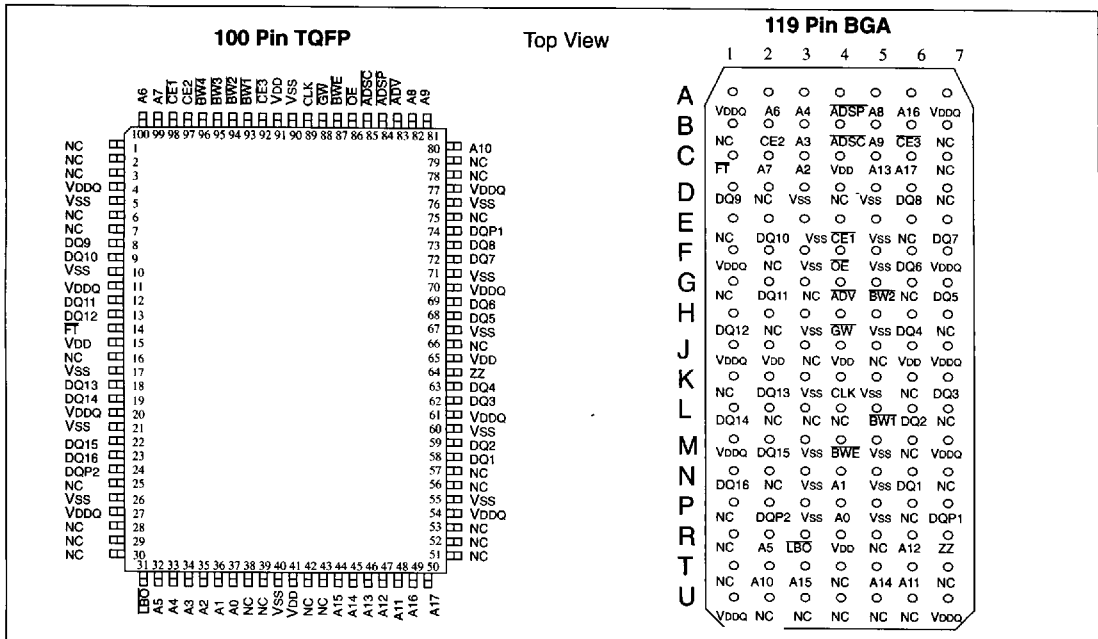 100 Pin TQFP
Top View
A6 A7 CE1 CE2 BW4 BW3 BW2 BW1 CE3 VDD VSS CLK GW BWE OE ADSC ADSP ADV A8 A9
100 99 98 97 96 95 94 93 92 91 90 89 88 87 86 85 84 83 82 81
NC 1 80 A10
NC 2 79 NC
NC 3 78 NC
VDDQ 4 77 VDDQ
VSS 5 76 VSS
NC 6 75 NC
NC 7 74 DQP1
DQ9 8 73 DQ8
DQ10 9 72 DQ7
VSS 10 71 VSS
VDDQ 11 70 VDDQ
DQ11 12 69 DQ6
DQ12 13 68 DQ5
FT 14 67 VSS
VDD 15 66 NC
NC 16 65 VDD
VSS 17 64 ZZ
DQ13 18 63 DQ4
DQ14 19 62 DQ3
VDDQ 20 61 VDDQ
VSS 21 60 VSS
DQ15 22 59 DQ2
DQ16 23 58 DQ1
DQP2 24 57 NC
NC 25 56 NC
VSS 26 55 VSS
VDDQ 27 54 VDDQ
NC 28 53 NC
NC 29 52 NC
NC 30 51 NC
31 32 33 34 35 36 37 38 39 40 41 42 43 44 45 46 47 48 49 50
LBO A5 A4 A3 A2 A1 A0 NC NC VSS VDD NC NC A15 A14 A13 A12 A11 A16 A17
119 Pin BGA
1 2 3 4 5 6 7
A
VDDQ A6 A4 ADSP A8 A16 VDDQ
B
NC CE2 A3 ADSC A9 CE3 NC
C
FT A7 A2 VDD A13 A17 NC
D
DQ9 NC VSS NC VSS DQ8 NC
E
NC DQ10 VSS CE1 VSS NC DQ7
F
VDDQ NC VSS OE VSS DQ6 VDDQ
G
NC DQ11 NC ADV BW2 NC DQ5
H
DQ12 NC VSS GW VSS DQ4 NC
J
VDDQ VDD NC VDD NC VDD VDDQ
K
NC DQ13 VSS CLK VSS NC DQ3
L
DQ14 NC NC NC BW1 DQ2 NC
M
VDDQ DQ15 VSS BWE VSS NC VDDQ
N
DQ16 NC VSS A1 VSS DQ1 NC
P
NC DQP2 VSS A0 VSS NC DQP1
R
NC A5 LBO VDD NC A12 ZZ
T
NC A10 A15 NC A14 A11 NC
U
VDDQ NC NC NC NC NC VDDQ